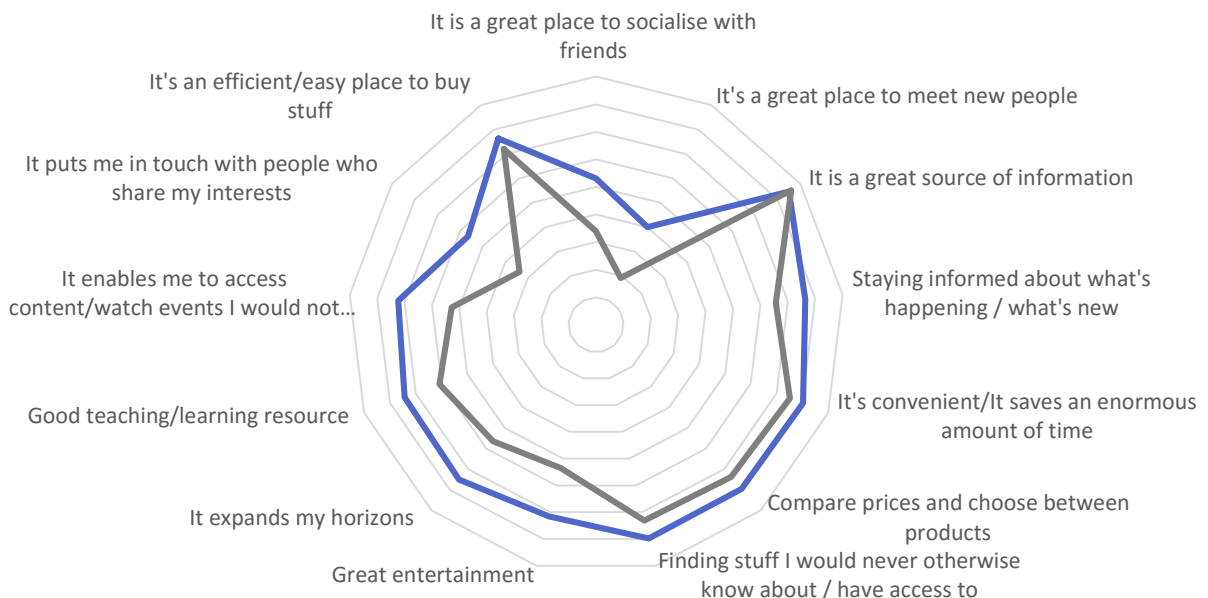 It is a great place to socialise with
friends
It's a great place to meet new people
It is a great source of information
Staying informed about what's
happening / what's new
It's convenient/It saves an enormous
amount of time
Compare prices and choose between
products
Finding stuff I would never otherwise
know about / have access to
Great entertainment
It expands my horizons
Good teaching/learning resource
It enables me to access
content/watch events I would not…
It puts me in touch with people who
share my interests
It's an efficient/easy place to buy
stuff